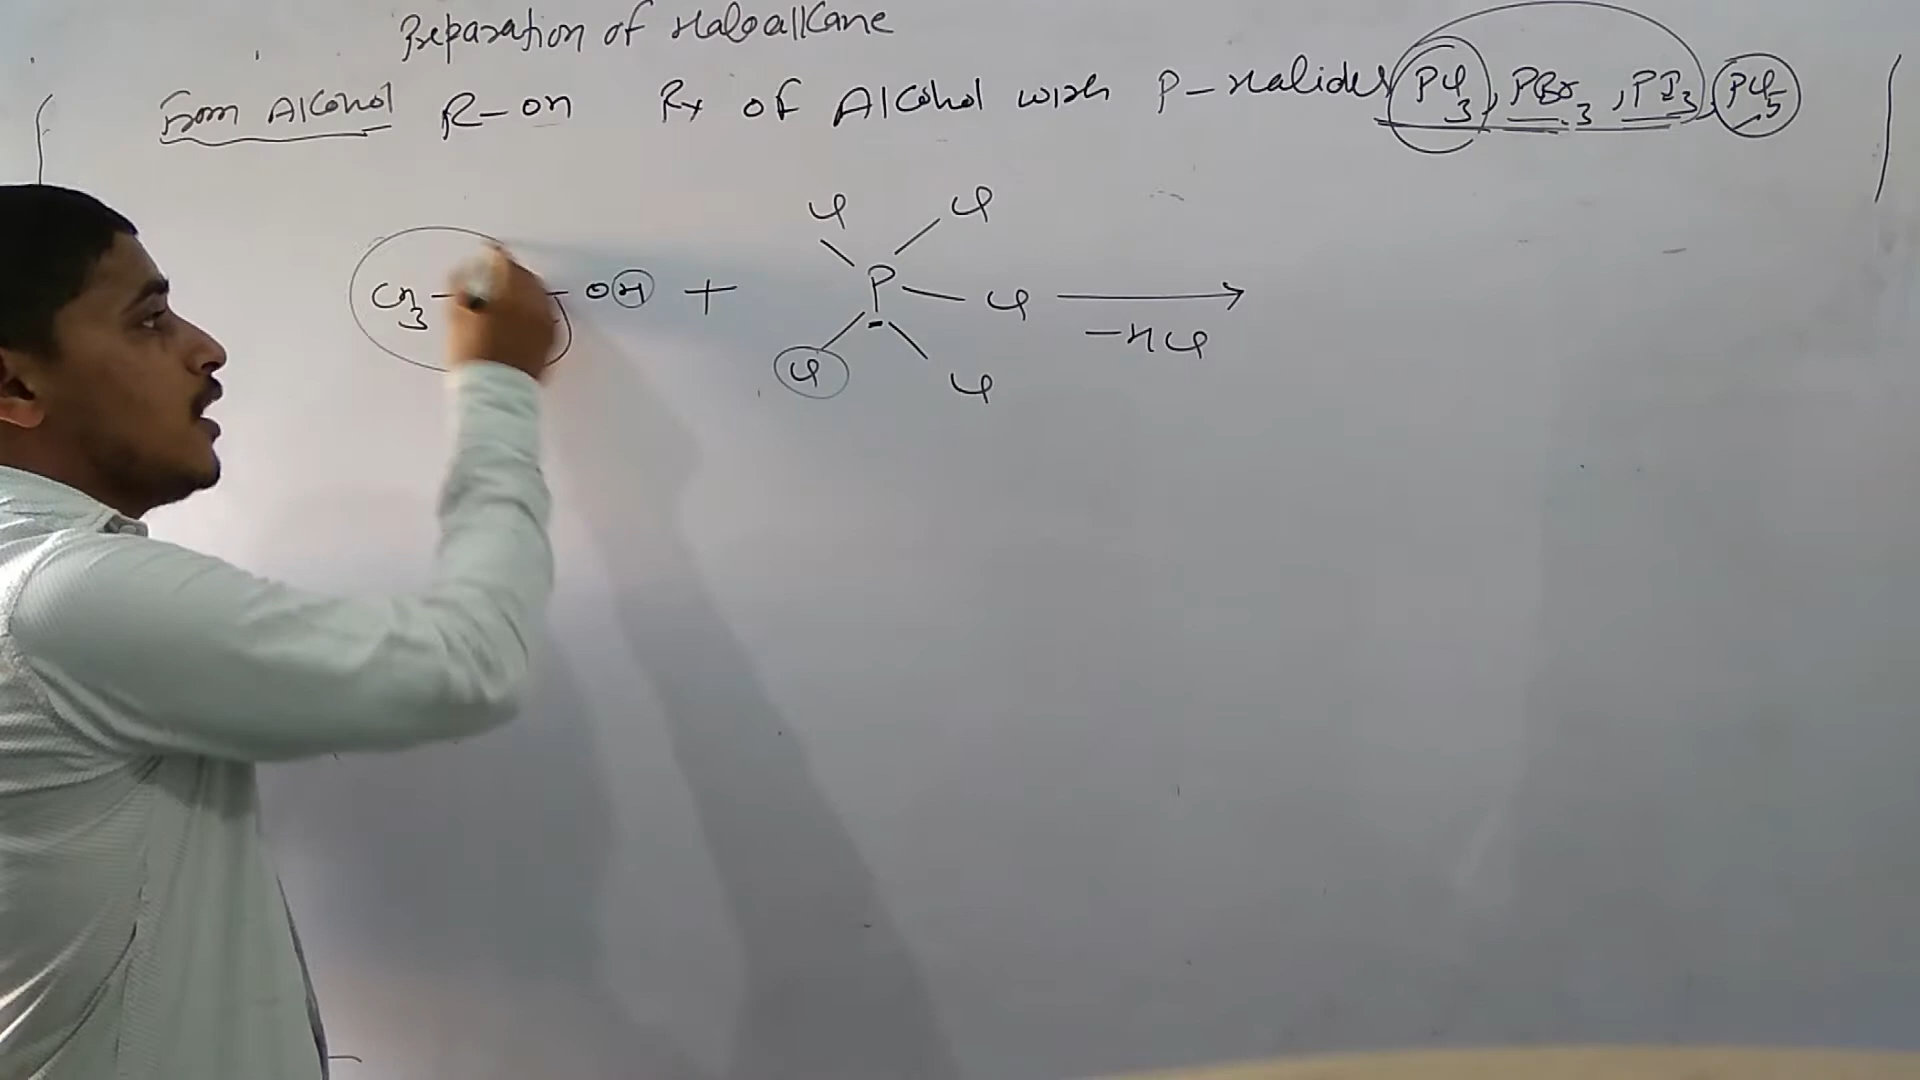 Preparation of Haloalkane
From Alcohol R-OH Rx of Alcohol with P-Halides PCl3, PBr3, PI3, PCl5
Cl Cl
CH3 - OH + P - Cl →
-HCl
Cl Cl